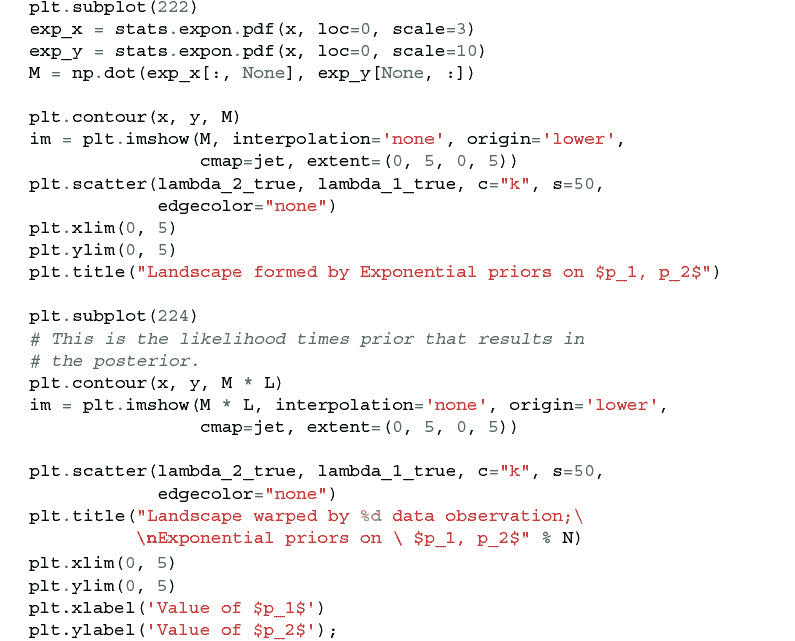 plt.subplot(222)
exp_x = stats.expon.pdf(x, loc=0, scale=3)
exp_y = stats.expon.pdf(x, loc=0, scale=10)
M = np.dot(exp_x[:, None], exp_y[None, :])

plt.contour(x, y, M)
im = plt.imshow(M, interpolation='none', origin='lower',
                cmap=jet, extent=(0, 5, 0, 5))
plt.scatter(lambda_2_true, lambda_1_true, c="k", s=50,
            edgecolor="none")
plt.xlim(0, 5)
plt.ylim(0, 5)
plt.title("Landscape formed by Exponential priors on $p_1, p_2$")

plt.subplot(224)
# This is the likelihood times prior that results in
# the posterior.
plt.contour(x, y, M * L)
im = plt.imshow(M * L, interpolation='none', origin='lower',
                cmap=jet, extent=(0, 5, 0, 5))

plt.scatter(lambda_2_true, lambda_1_true, c="k", s=50,
            edgecolor="none")
plt.title("Landscape warped by %d data observation;\
          \nExponential priors on \ $p_1, p_2$" % N)
plt.xlim(0, 5)
plt.ylim(0, 5)
plt.xlabel('Value of $p_1$')
plt.ylabel('Value of $p_2$');